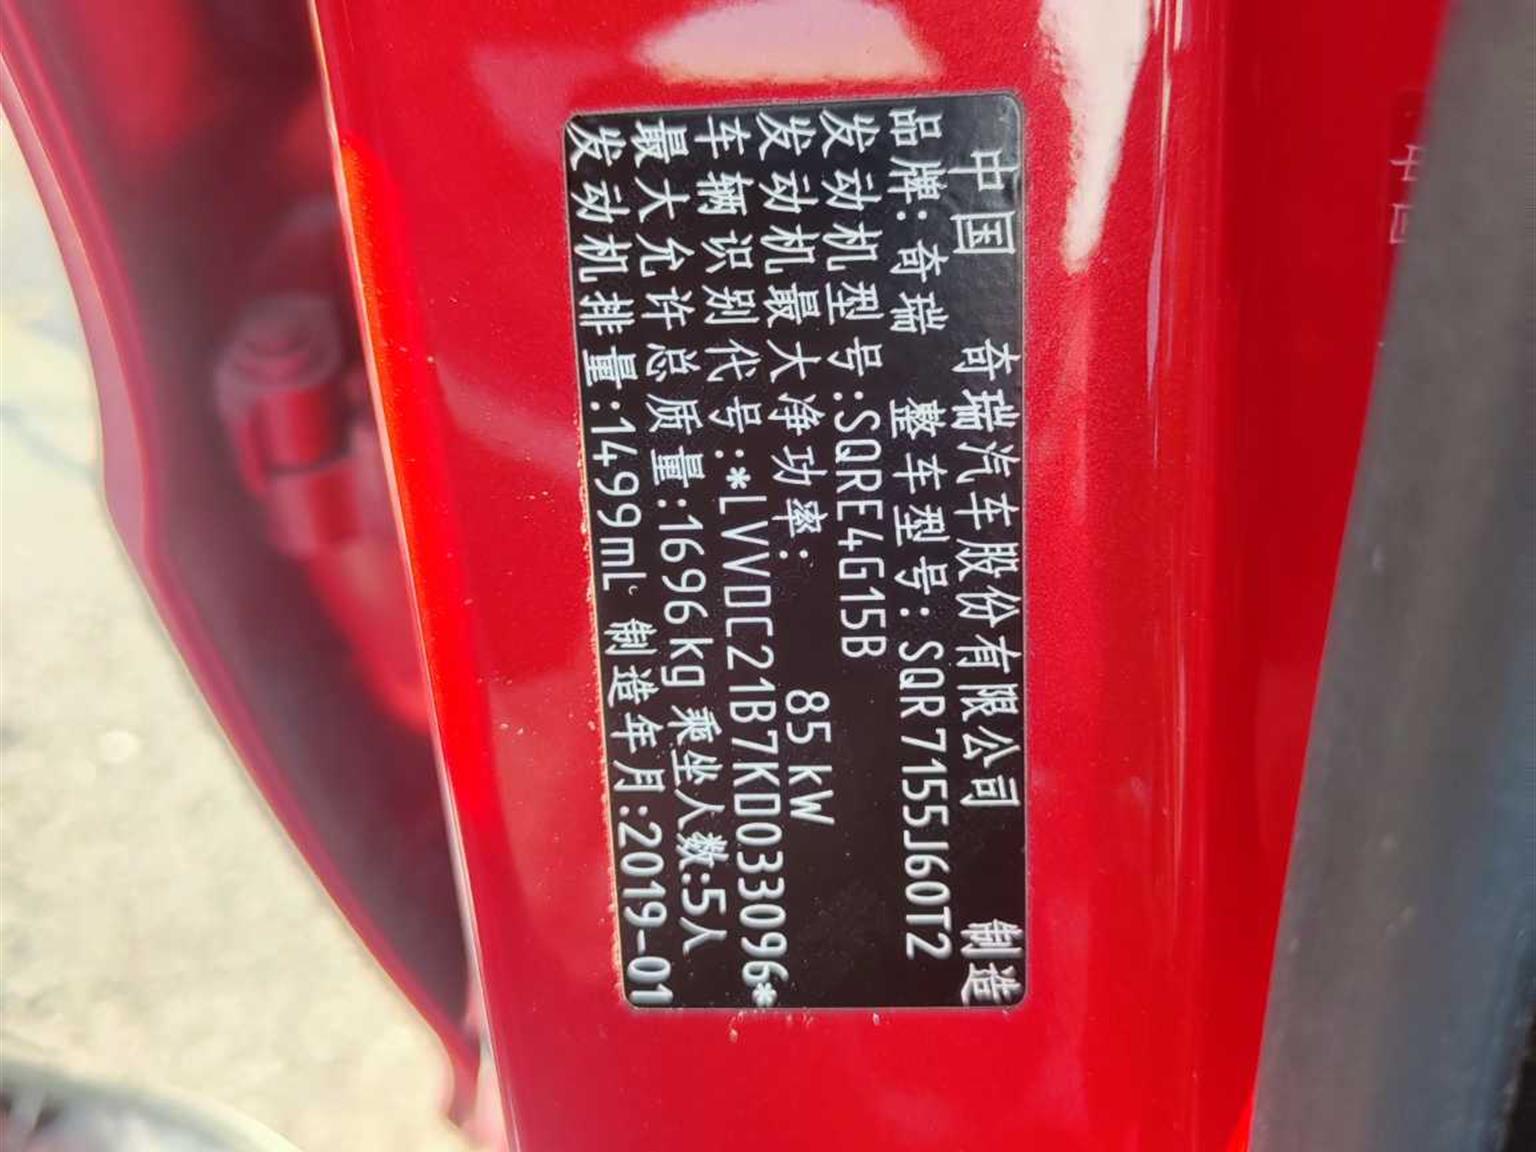 中国 奇瑞汽车股份有限公司 制造
品牌:奇瑞 整车型号:SQR7155J60T2
发动机型号:SQRE4G15B
发动机最大净功率: 85kW
车辆识别代号:*LVVDC21B7KD033096*
最大允许总质量:1696kg 乘坐人数:5人
发动机排量:1499mL 制造年月:2019-01